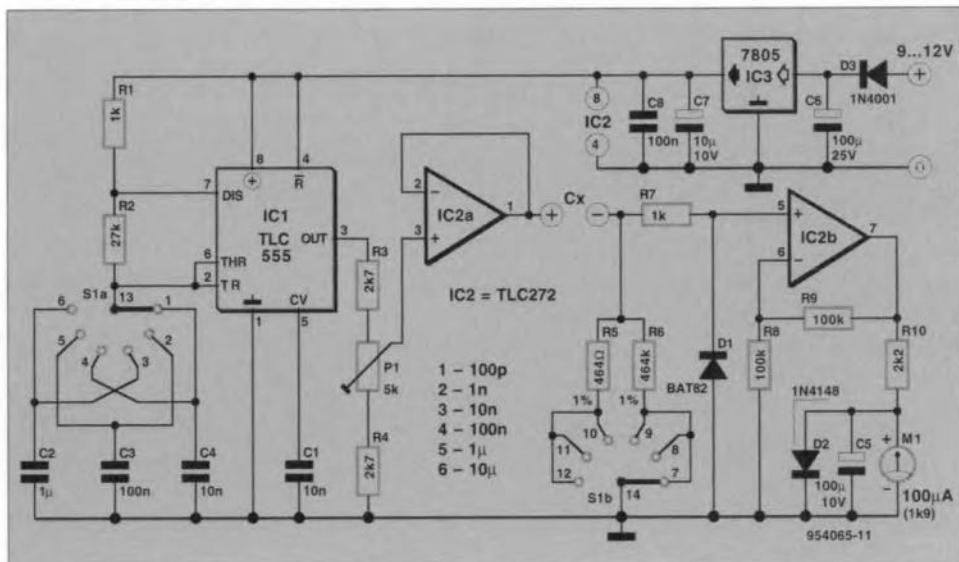 7805
IC3
D3
1N4001
9...12V
+
0
R1
1k
R2
27k
8
4
R
7
DIS
6
THR
2
TR
IC1
TLC
555
OUT
3
CV
1
5
R3
2k7
P1
5k
R4
2k7
2
-
3
+
IC2a
1
+
Cx
-
IC2 = TLC272
8
IC2
4
C8
100n
C7
10µ
10V
C6
100µ
25V
R7
1k
5
+
6
-
IC2b
7
R9
100k
R8
100k
R10
2k2
S1a
13
1
2
3
4
5
6
C2
1µ
C3
100n
C4
10n
C1
10n
1 – 100p
2 – 1n
3 – 10n
4 – 100n
5 – 1µ
6 – 10µ
R5
464Ω
1%
R6
464k
1%
10
9
11
8
12
7
14
S1b
D1
BAT82
1N4148
D2
C5
100µ
10V
+
M1
-
100µA
(1k9)
954065-11